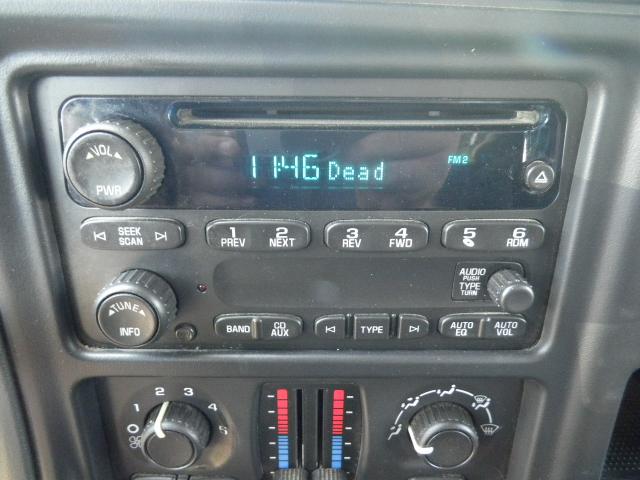 VOL
PWR
1146 Dead
FM2
SEEK
SCAN
1 2
PREV NEXT
3 4
REV FWD
5 6
RDM
TUNE
INFO
AUDIO
PUSH
TYPE
TURN
BAND
CD
AUX
TYPE
AUTO
EQ
AUTO
VOL
1 2 3 4 5